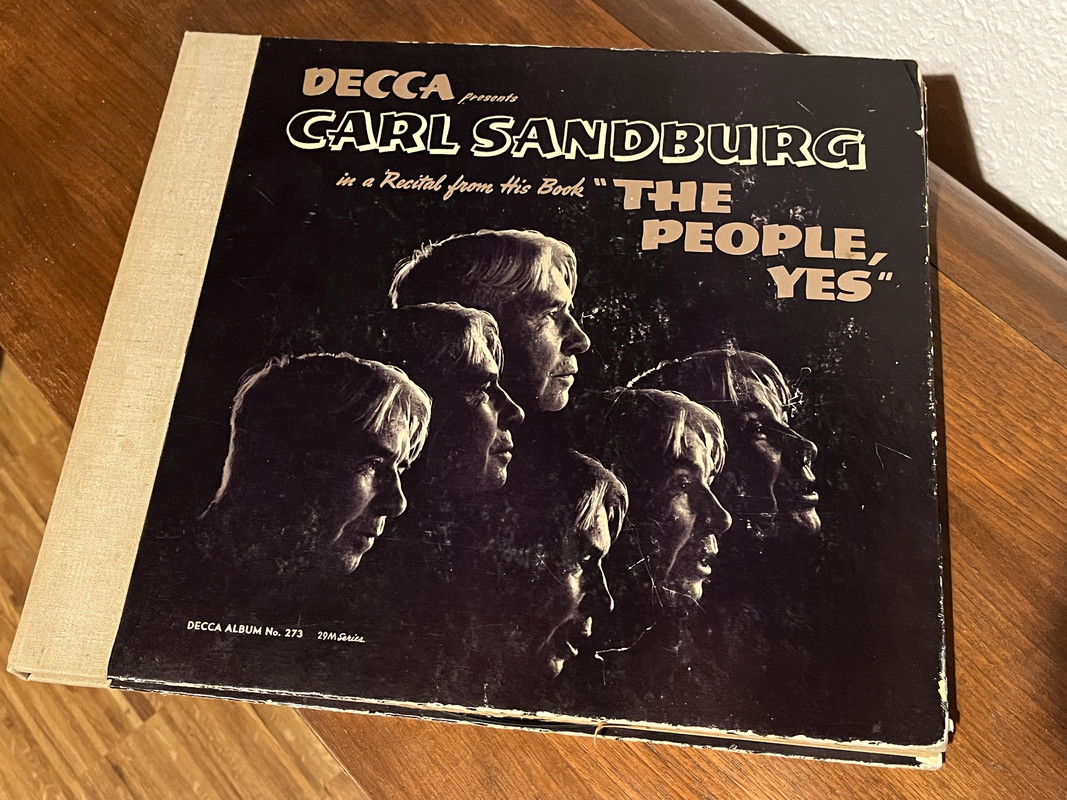 DECCA presents
CARL SANDBURG
in a Recital from His Book "THE
PEOPLE,
YES"
DECCA ALBUM No. 273 29M Series